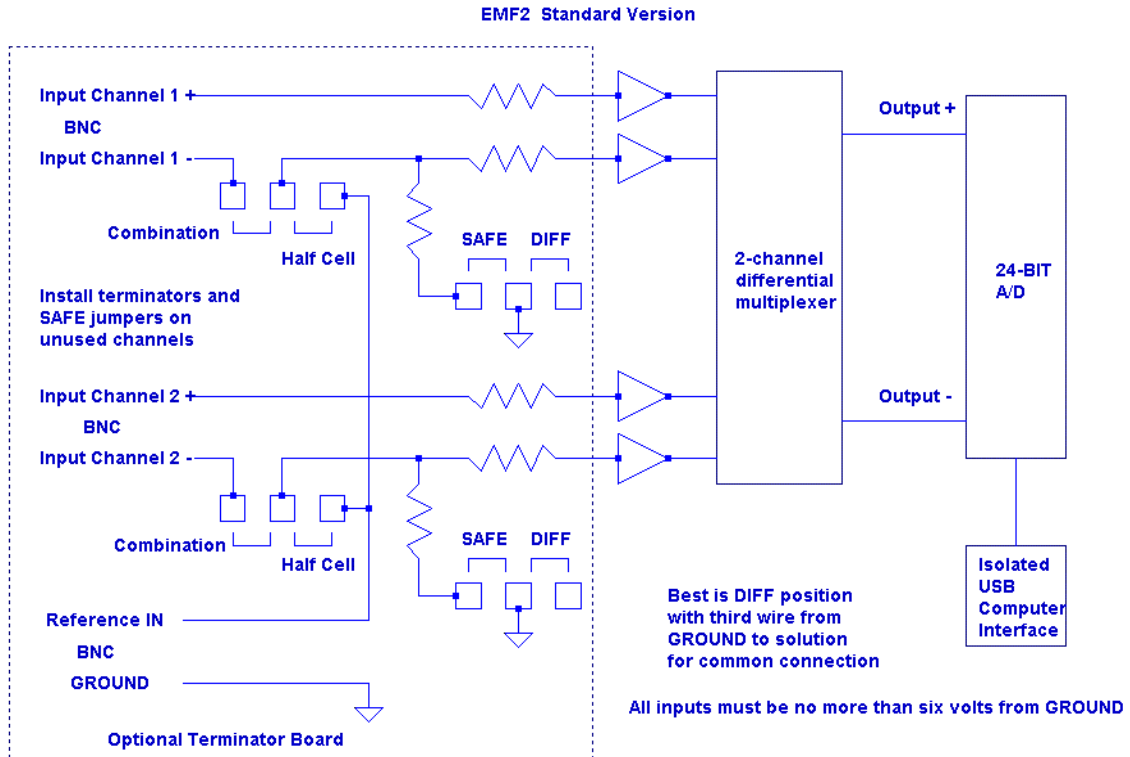 EMF2 Standard Version
Input Channel 1 +
BNC
Input Channel 1 -
Combination
Half Cell
SAFE DIFF
Install terminators and
SAFE jumpers on
unused channels
Input Channel 2 +
BNC
Input Channel 2 -
Combination
Half Cell
SAFE DIFF
Reference IN
BNC
GROUND
Optional Terminator Board
2-channel
differential
multiplexer
Output +
Output -
24-BIT
A/D
Isolated
USB
Computer
Interface
Best is DIFF position
with third wire from
GROUND to solution
for common connection
All inputs must be no more than six volts from GROUND